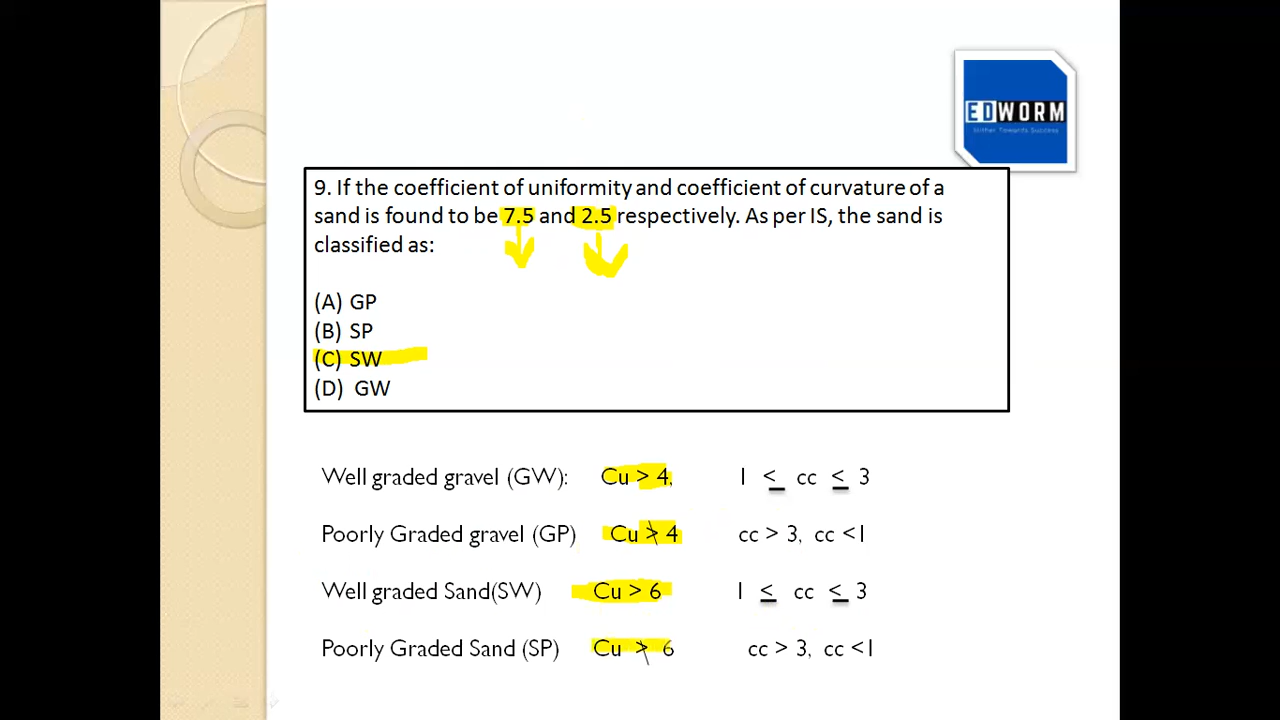 EDWORM
Slither Towards Success
9. If the coefficient of uniformity and coefficient of curvature of a
sand is found to be 7.5 and 2.5 respectively. As per IS, the sand is
classified as:
(A) GP
(B) SP
(C) SW
(D) GW
Well graded gravel (GW): Cu > 4, 1 ≤ cc ≤ 3
Poorly Graded gravel (GP) Cu ≯ 4 cc > 3, cc <1
Well graded Sand(SW) Cu > 6 1 ≤ cc ≤ 3
Poorly Graded Sand (SP) Cu ≯ 6 cc > 3, cc <1